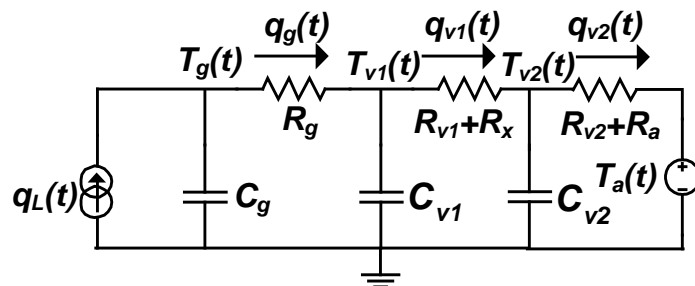 q_g(t) q_v1(t) q_v2(t)
T_g(t) T_v1(t) T_v2(t)
R_g R_v1+R_x R_v2+R_a
q_L(t) C_g C_v1 C_v2 T_a(t)
+
-